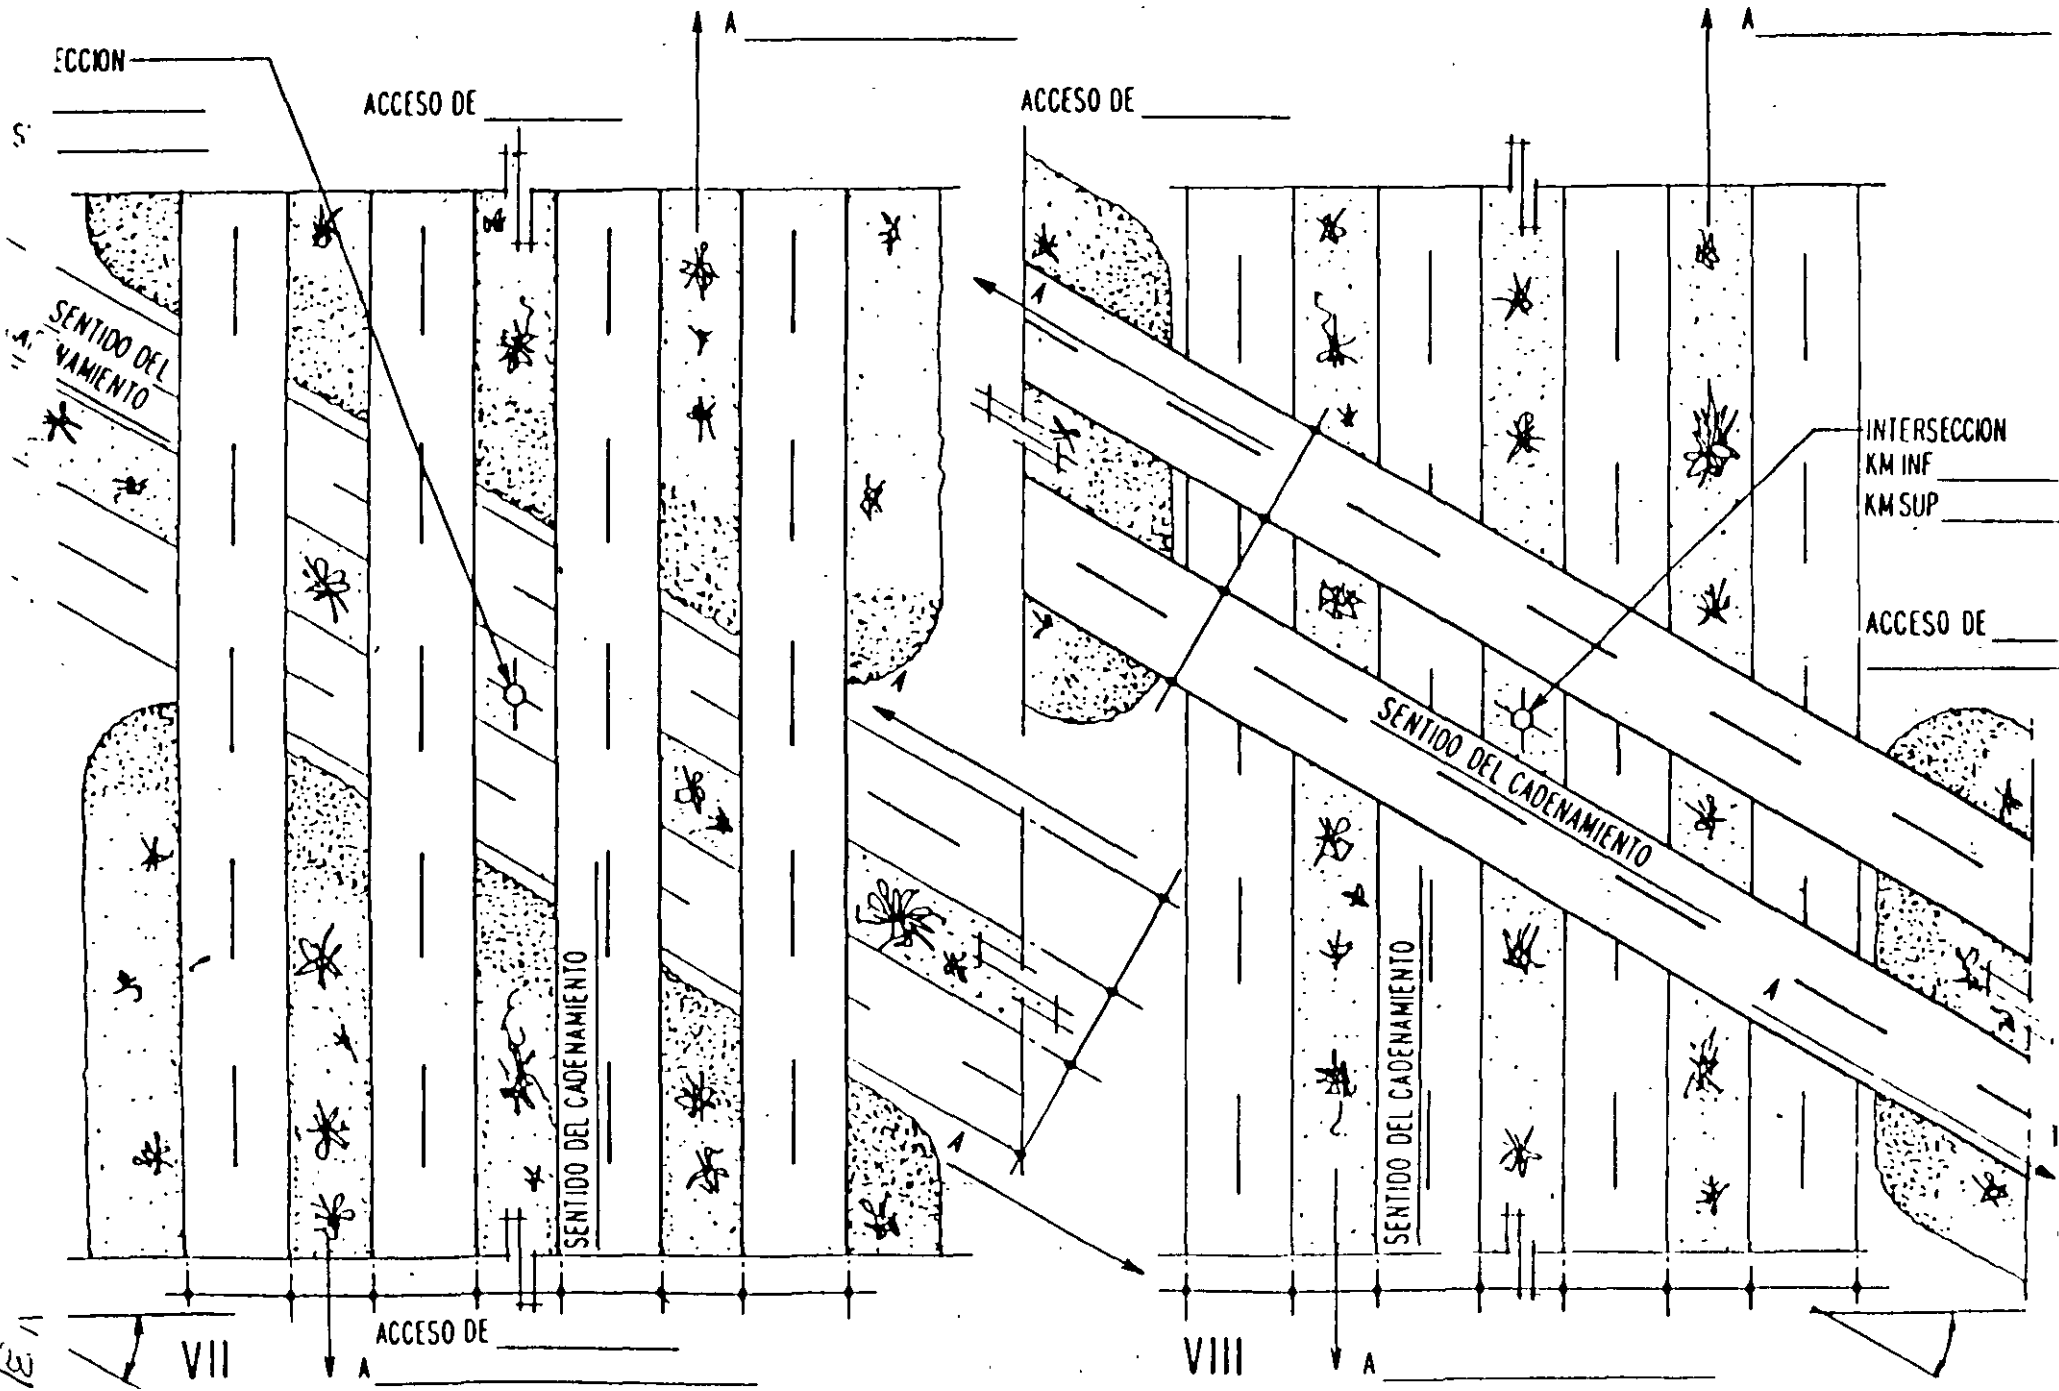 A
A
ECCION
ACCESO DE
ACCESO DE
S
SENTIDO DEL
NAMIENTO
A
INTERSECCION
KM INF
KM SUP
ACCESO DE
A
SENTIDO DEL CADENAMIENTO
SENTIDO DEL CADENAMIENTO
SENTIDO DEL CADENAMIENTO
A
A
ACCESO DE
VII
A
VIII
A